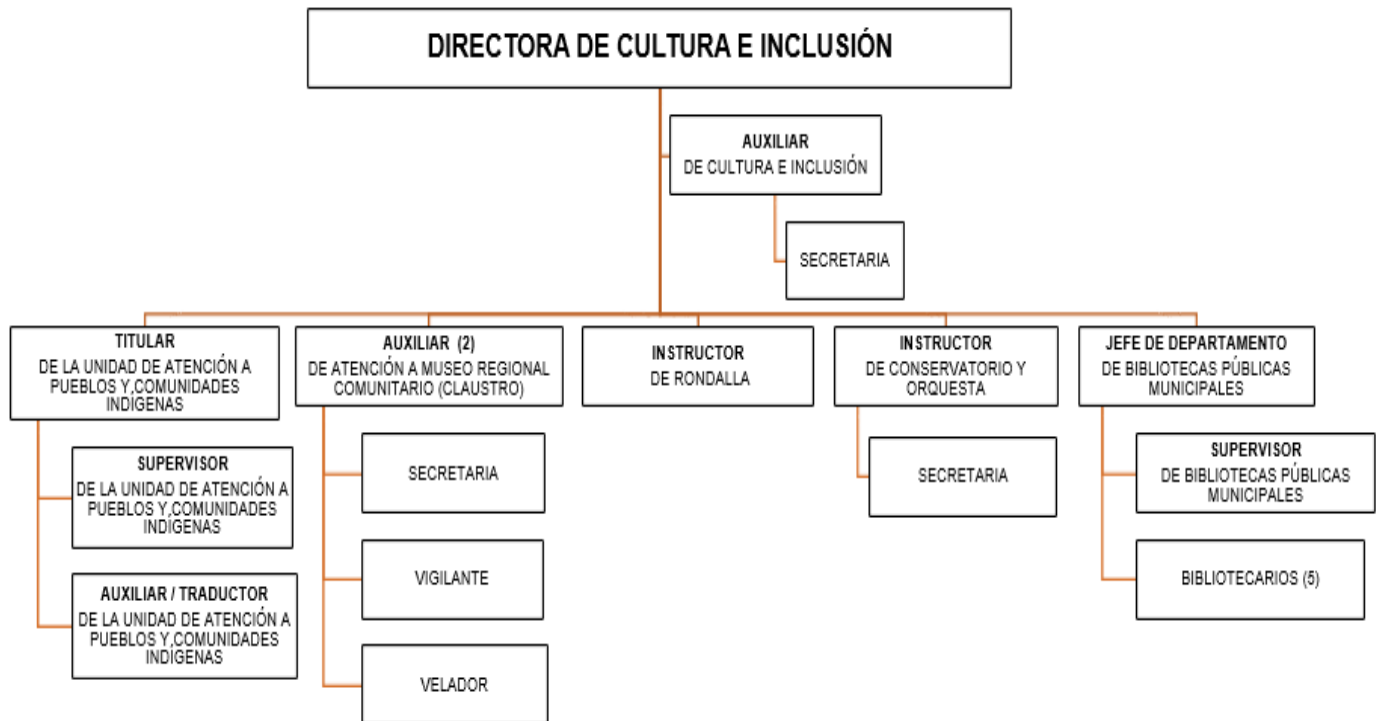 DIRECTORA DE CULTURA E INCLUSIÓN
AUXILIAR
DE CULTURA E INCLUSIÓN
SECRETARIA
TITULAR
DE LA UNIDAD DE ATENCIÓN A
PUEBLOS Y,COMUNIDADES
INDÍGENAS
SUPERVISOR
DE LA UNIDAD DE ATENCIÓN A
PUEBLOS Y,COMUNIDADES
INDÍGENAS
AUXILIAR / TRADUCTOR
DE LA UNIDAD DE ATENCIÓN A
PUEBLOS Y,COMUNIDADES
INDÍGENAS
AUXILIAR (2)
DE ATENCIÓN A MUSEO REGIONAL
COMUNITARIO (CLAUSTRO)
SECRETARIA
VIGILANTE
VELADOR
INSTRUCTOR
DE RONDALLA
INSTRUCTOR
DE CONSERVATORIO Y
ORQUESTA
SECRETARIA
JEFE DE DEPARTAMENTO
DE BIBLIOTECAS PÚBLICAS
MUNICIPALES
SUPERVISOR
DE BIBLIOTECAS PÚBLICAS
MUNICIPALES
BIBLIOTECARIOS (5)